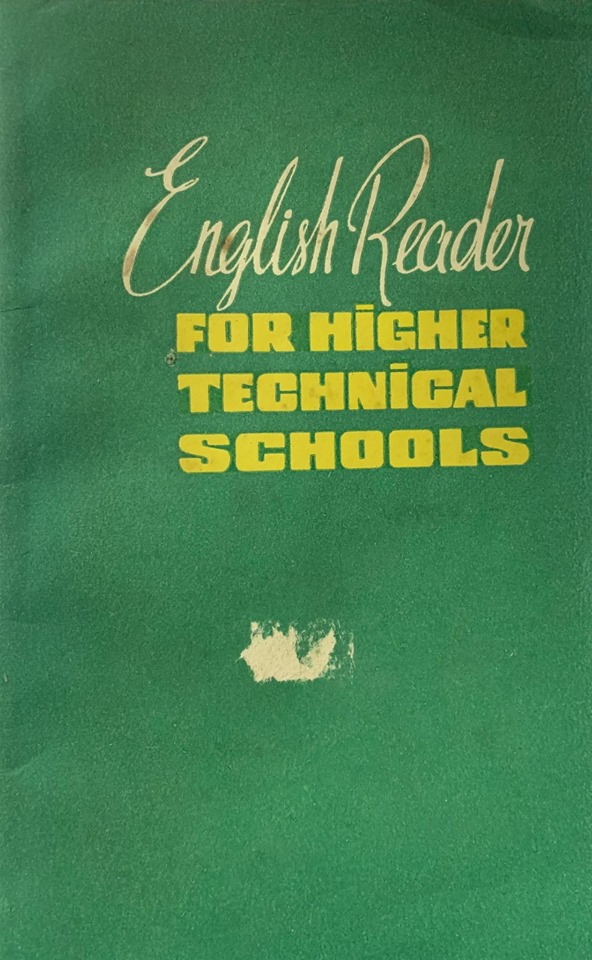 English Reader
FOR HiGHER
TECHNiCAL
SCHOOLS